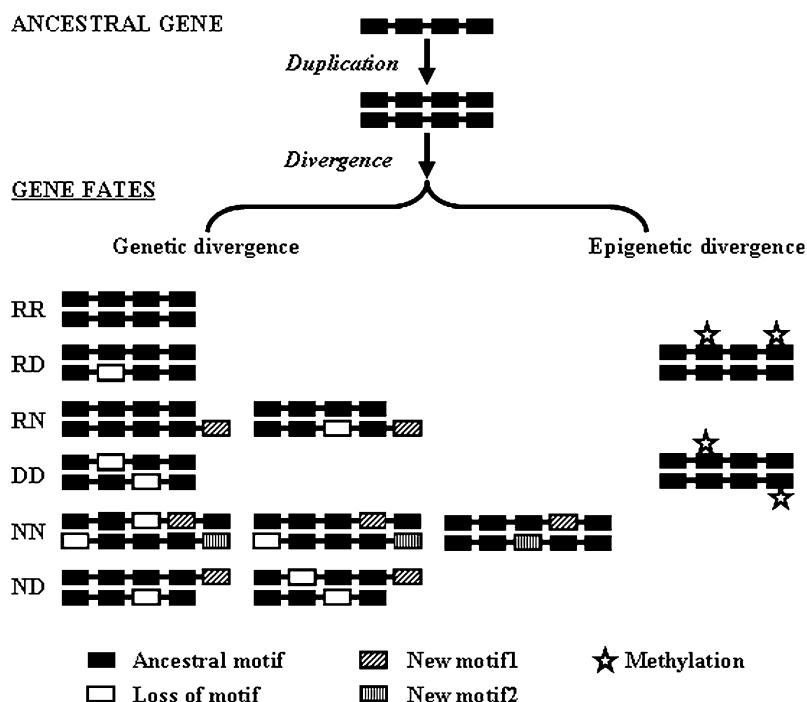 ANCESTRAL GENE
Duplication
Divergence
GENE FATES
Genetic divergence
Epigenetic divergence
RR
RD
RN
DD
NN
ND
Ancestral motif
New motif1
Methylation
Loss of motif
New motif2